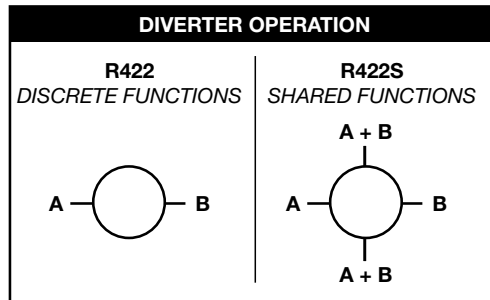 DIVERTER OPERATION
R422
DISCRETE FUNCTIONS
A B
R422S
SHARED FUNCTIONS
A + B
A B
A + B